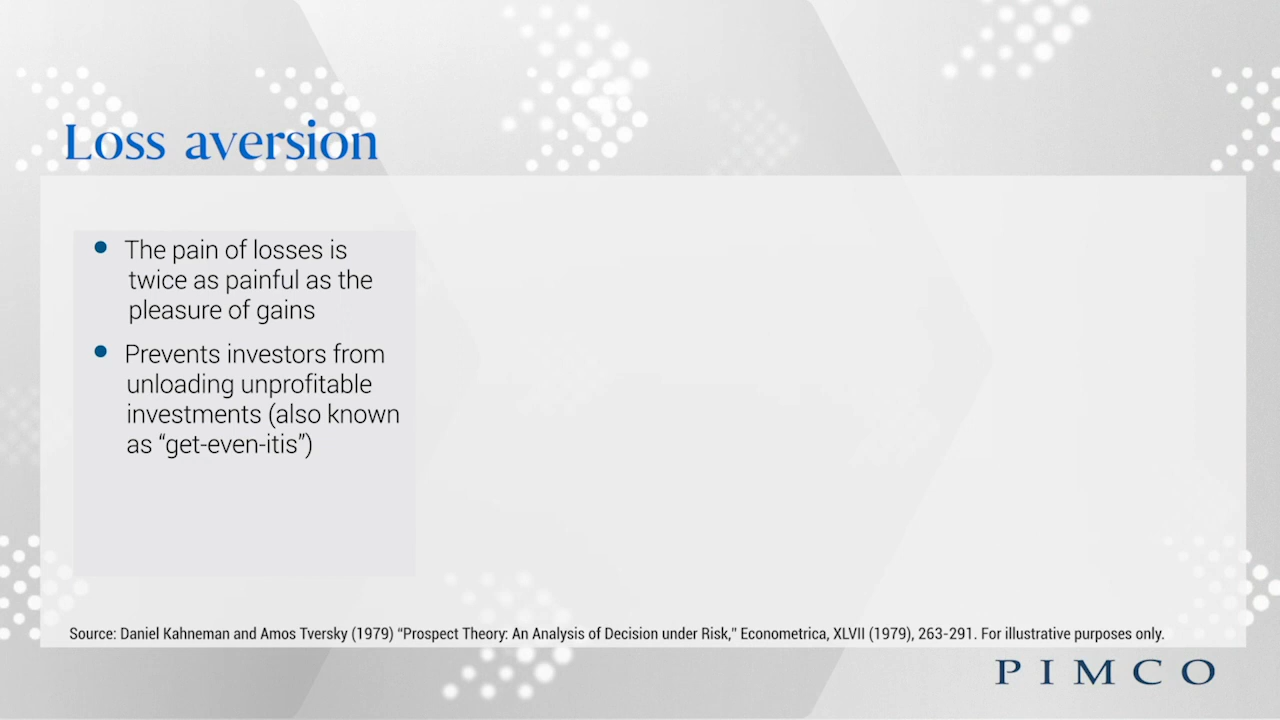 Loss aversion
• The pain of losses is
twice as painful as the
pleasure of gains
• Prevents investors from
unloading unprofitable
investments (also known
as “get-even-itis”)
Source: Daniel Kahneman and Amos Tversky (1979) “Prospect Theory: An Analysis of Decision under Risk,” Econometrica, XLVII (1979), 263-291. For illustrative purposes only.
PIMCO